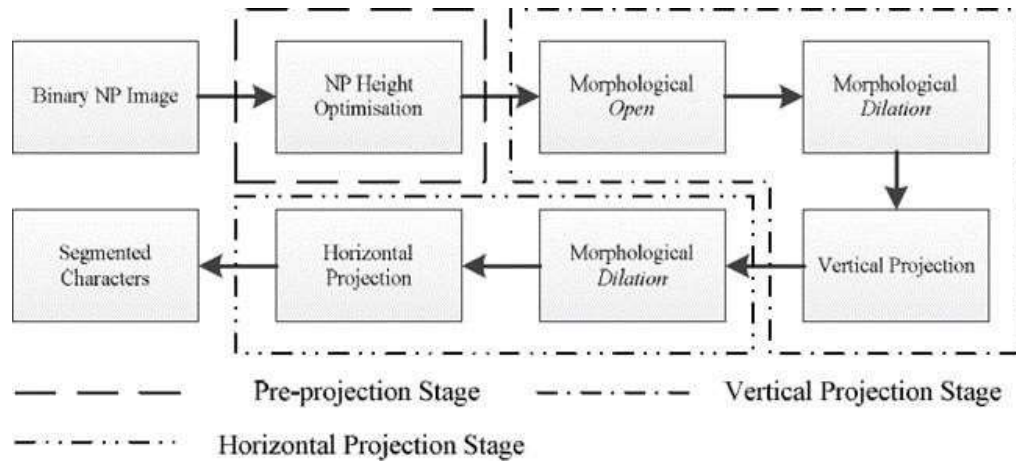 Binary NP Image
NP Height
Optimisation
Morphological
Open
Morphological
Dilation
Segmented
Characters
Horizontal
Projection
Morphological
Dilation
Vertical Projection
Pre-projection Stage
Vertical Projection Stage
Horizontal Projection Stage